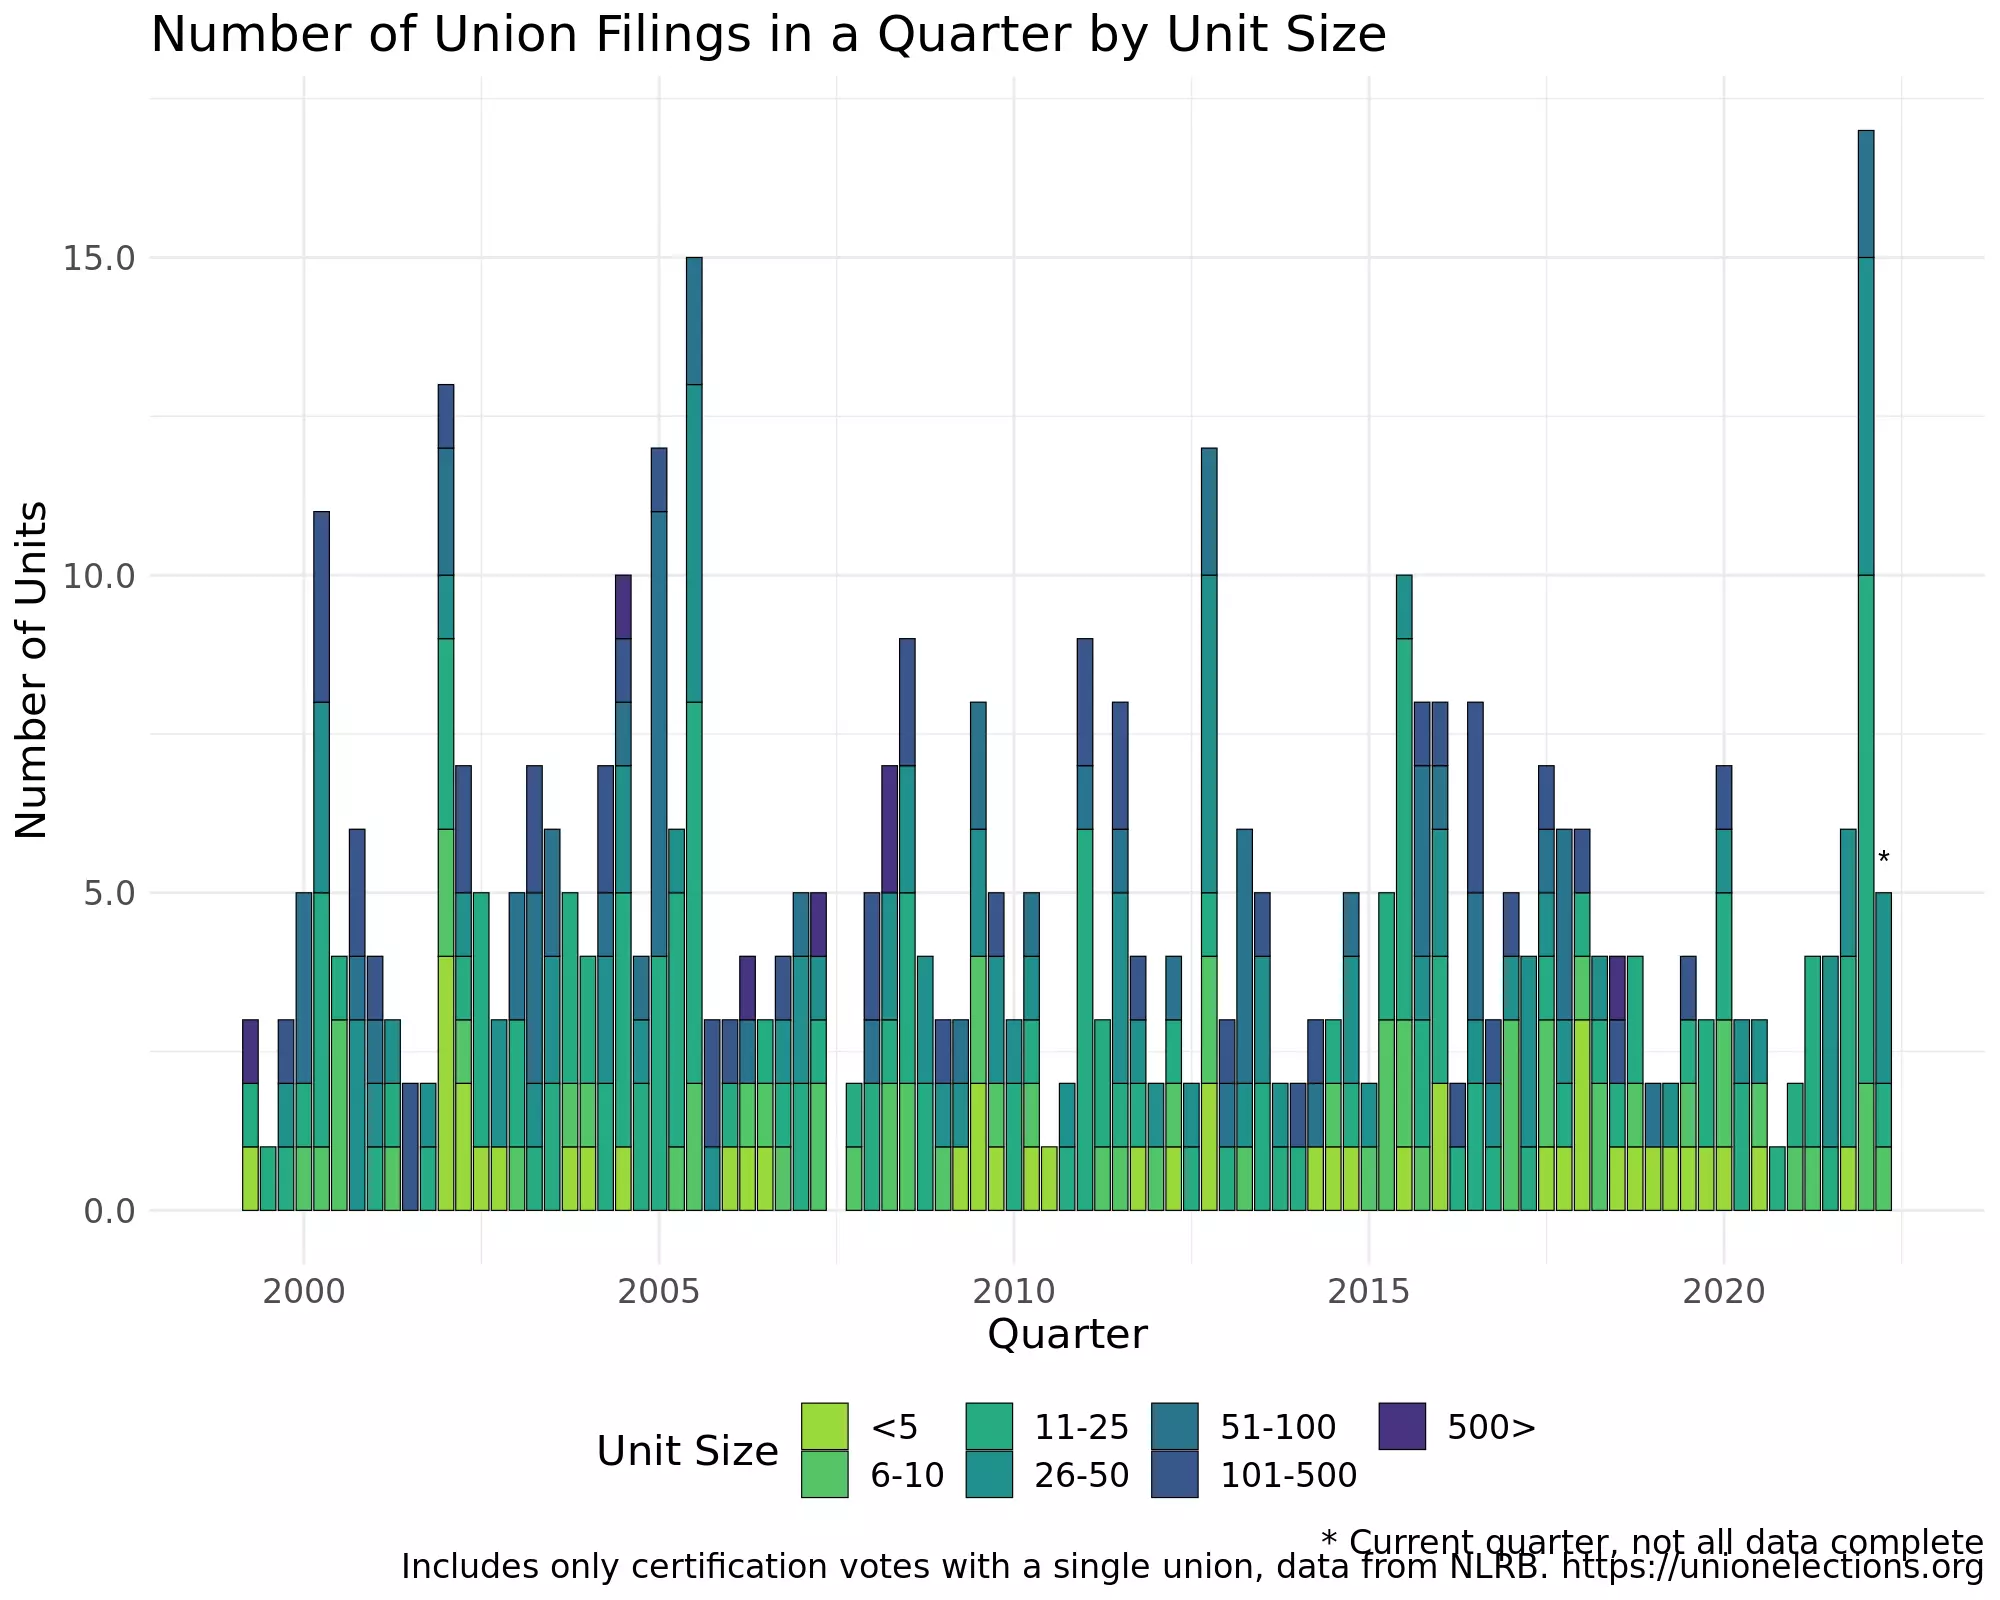 Number of Union Filings in a Quarter by Unit Size
Number of Units
15.0
10.0
5.0
0.0
*
2000 2005 2010 2015 2020
Quarter
Unit Size
<5 11-25 51-100 500>
6-10 26-50 101-500
* Current quarter, not all data complete
Includes only certification votes with a single union, data from NLRB. https://unionelections.org